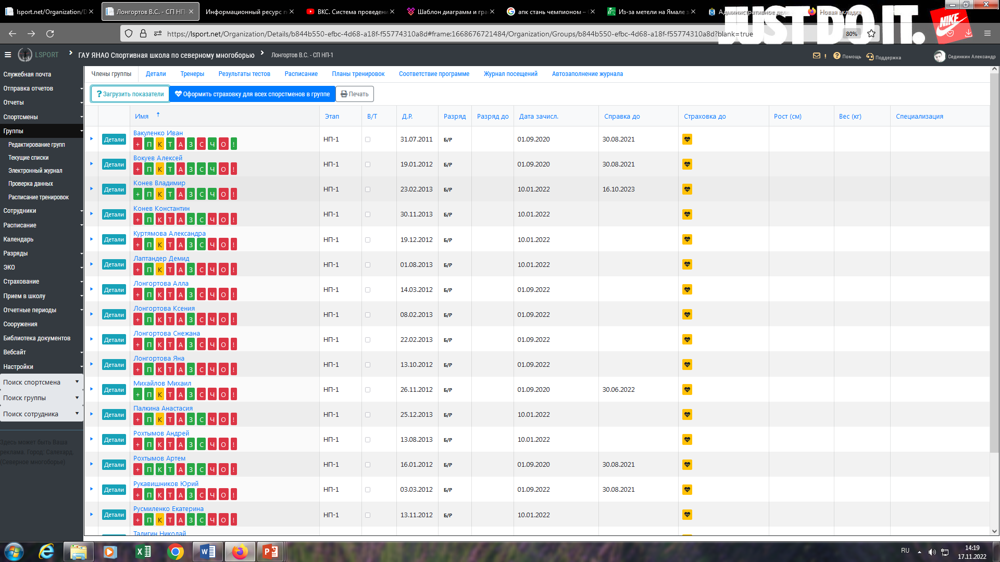 lsport.net/Organization/D
Лонгортов В.С. - СП НП-
Информационный ресурс п
ВКС. Система проведени
Шаблон диаграмм и гра
апк стань чемпионом –
Из-за метели на Ямале з
Административное деле
Новая вкладка
JUST DO IT.
NIKE
https://lsport.net/Organization/Details/b844b550-efbc-4d68-a18f-f55774310a8d#frame:1668676721484/Organization/Groups/b844b550-efbc-4d68-a18f-f55774310a8d?blank=true
80%
LSPORT
ГАУ ЯНАО Спортивная школа по северному многоборью
Лонгортов В.С. - СП НП-1
!
Помощь
Поддержка
Сединкин Александр
Служебная почта
Отправка отчетов
Отчеты
Спортсмены
Группы
Редактирование групп
Текущие списки
Электронный журнал
Проверка данных
Расписание тренировок
Сотрудники
Расписание
Календарь
Разряды
ЭКО
Страхование
Прием в школу
Отчетные периоды
Сооружения
Библиотека документов
Вебсайт
Настройки
Поиск спортсмена
Поиск группы
Поиск сотрудника
Здесь может быть Ваша
реклама. Город: Салехард.
(Северное многоборье)
Члены группы Детали Тренеры Результаты тестов Расписание Планы тренировок Соответствие программе Журнал посещений Автозаполнение журнала
? Загрузить показатели Оформить страховку для всех спорстменов в группе Печать
Имя ↑ Этап В/Т Д.Р. Разряд Разряд до Дата зачисл. Справка до Страховка до Рост (см) Вес (кг) Специализация
Вакуленко Иван
Детали + П К Т А З С Ч О ! НП-1 31.07.2011 Б/Р 01.09.2020 30.08.2021
Вокуев Алексей
Детали + П К Т А З С Ч О ! НП-1 19.01.2012 Б/Р 01.09.2020 30.08.2021
Конев Владимир
Детали + П К Т А З С Ч О ! НП-1 23.02.2013 Б/Р 10.01.2022 16.10.2023
Конев Константин
Детали + П К Т А З С Ч О ! НП-1 30.11.2013 Б/Р 10.01.2022
Куртямова Александра
Детали + П К Т А З С Ч О ! НП-1 19.12.2012 Б/Р 10.01.2022
Лаптандер Демид
Детали + П К Т А З С Ч О ! НП-1 01.08.2013 Б/Р 10.01.2022
Лонгортова Алла
Детали + П К Т А З С Ч О ! НП-1 14.03.2012 Б/Р 01.09.2022
Лонгортова Ксения
Детали + П К Т А З С Ч О ! НП-1 08.02.2013 Б/Р 01.09.2022
Лонгортова Снежана
Детали + П К Т А З С Ч О ! НП-1 22.02.2013 Б/Р 01.09.2022
Лонгортова Яна
Детали + П К Т А З С Ч О ! НП-1 13.10.2012 Б/Р 01.09.2022
Михайлов Михаил
Детали + П К Т А З С Ч О ! НП-1 26.11.2012 Б/Р 01.09.2020 30.06.2022
Палкина Анастасия
Детали + П К Т А З С Ч О ! НП-1 25.12.2013 Б/Р 10.01.2022
Рохтымов Андрей
Детали + П К Т А З С Ч О ! НП-1 13.08.2013 Б/Р 10.01.2022
Рохтымов Артем
Детали + П К Т А З С Ч О ! НП-1 16.01.2012 Б/Р 01.09.2020 30.08.2021
Рукавишников Юрий
Детали + П К Т А З С Ч О ! НП-1 03.03.2012 Б/Р 01.09.2022 30.08.2021
Русмиленко Екатерина
Детали + П К Т А З С Ч О ! НП-1 13.11.2012 Б/Р 10.01.2022
Талигин Николай
RU
14:19
17.11.2022